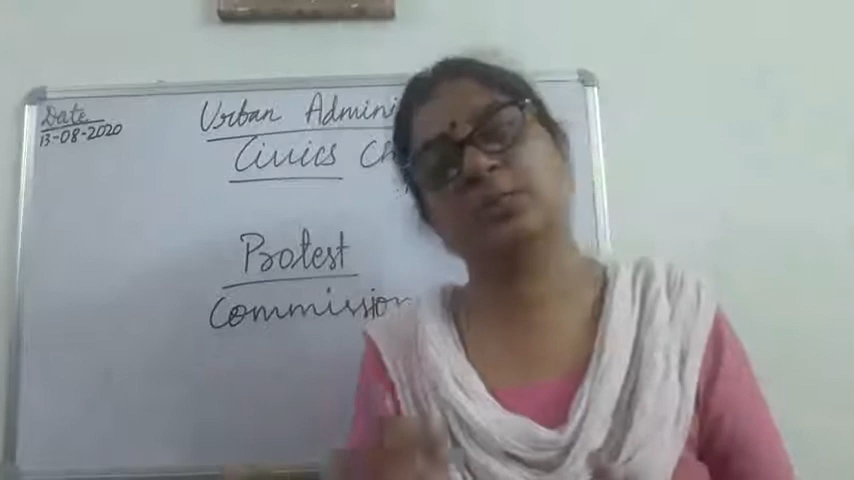 Date
13-08-2020
Urban Admini
Civics Ch
Protest
Commission